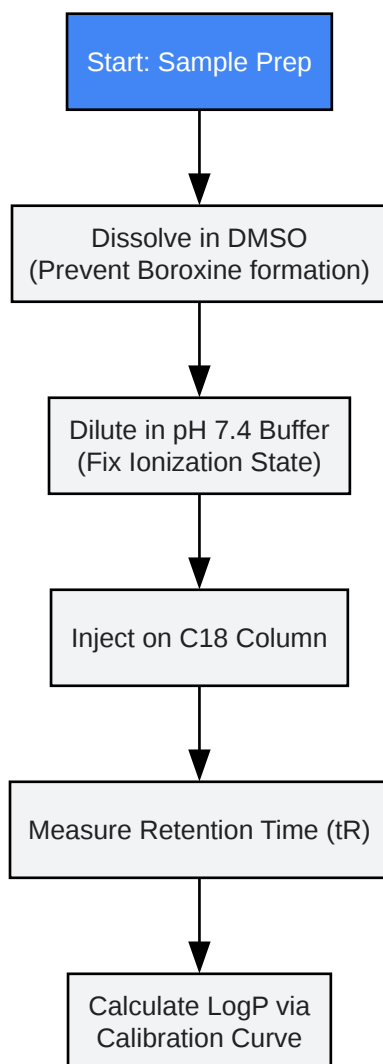 Start: Sample Prep
Dissolve in DMSO
(Prevent Boroxine formation)
Dilute in pH 7.4 Buffer
(Fix Ionization State)
Inject on C18 Column
Measure Retention Time (tR)
Calculate LogP via
Calibration Curve